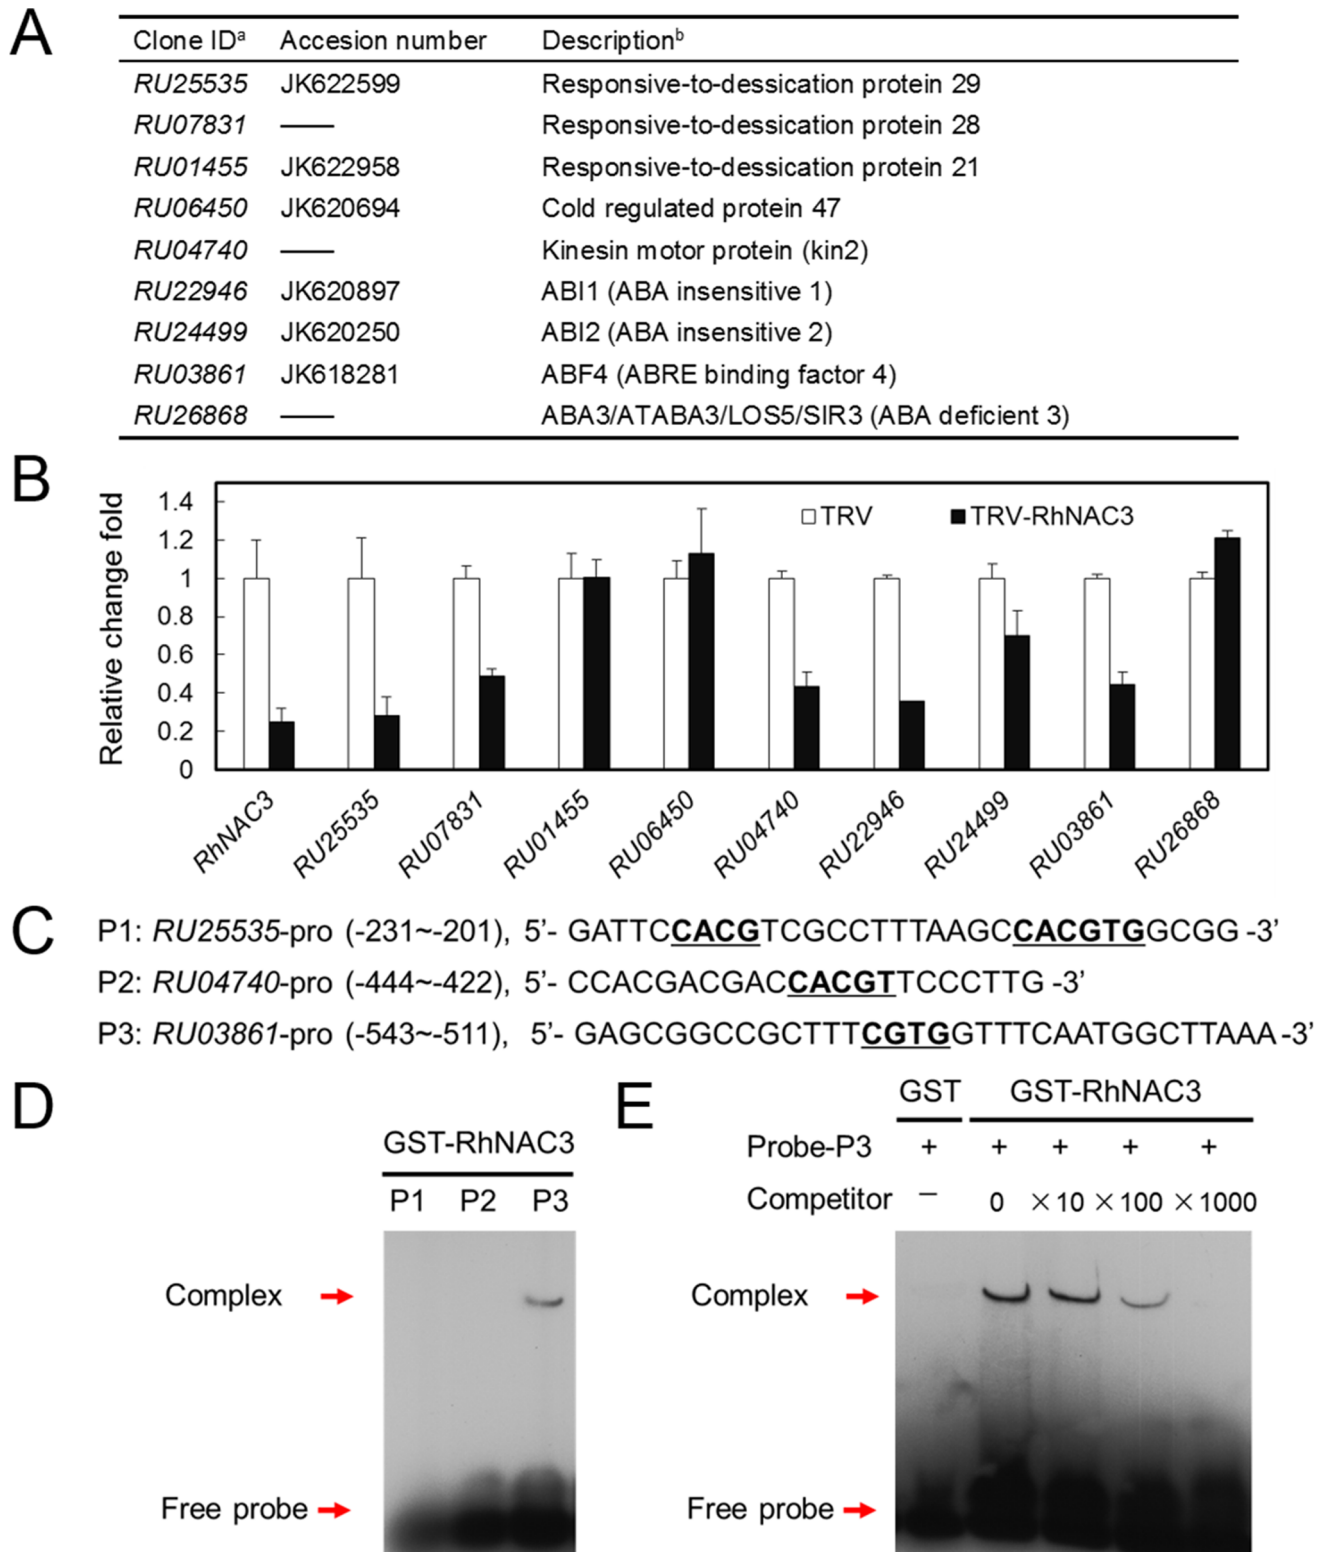 A
Clone IDa Accesion number Descriptionb
RU25535 JK622599 Responsive-to-dessication protein 29
RU07831 —— Responsive-to-dessication protein 28
RU01455 JK622958 Responsive-to-dessication protein 21
RU06450 JK620694 Cold regulated protein 47
RU04740 —— Kinesin motor protein (kin2)
RU22946 JK620897 ABI1 (ABA insensitive 1)
RU24499 JK620250 ABI2 (ABA insensitive 2)
RU03861 JK618281 ABF4 (ABRE binding factor 4)
RU26868 —— ABA3/ATABA3/LOS5/SIR3 (ABA deficient 3)
B
Relative change fold
1.4
1.2
1
0.8
0.6
0.4
0.2
0
TRV TRV-RhNAC3
RhNAC3 RU25535 RU07831 RU01455 RU06450 RU04740 RU22946 RU24499 RU03861 RU26868
C
P1: RU25535-pro (-231~-201), 5’- GATTCCACGTCGCCTTTAAGCCACGTGGCGG -3’
P2: RU04740-pro (-444~-422), 5’- CCACGACGACCACGTTCCCTTG -3’
P3: RU03861-pro (-543~-511), 5’- GAGCGGCCGCTTTCGTGGTTTCAATGGCTTAAA -3’
D
GST-RhNAC3
P1 P2 P3
Complex
Free probe
E
GST GST-RhNAC3
Probe-P3 + + + + +
Competitor − 0 ×10 ×100 ×1000
Complex
Free probe